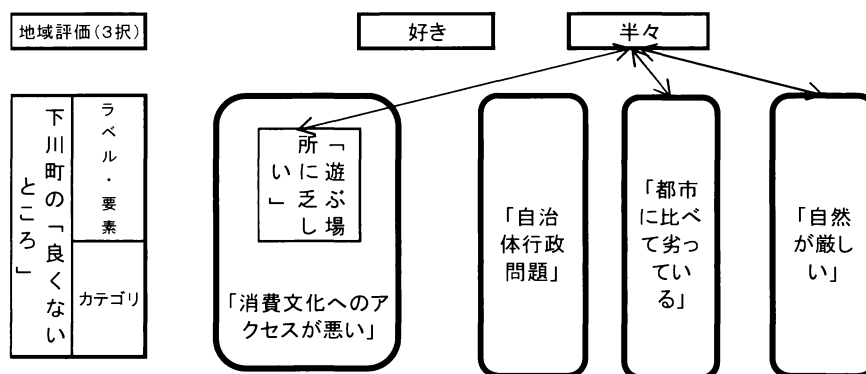 地域評価(3択)
好き
半々
下川町の「良くない
ところ」
ラベル・要素
カテゴリ
「遊ぶ場
所に乏し
い」
「消費文化へのア
クセスが悪い」
「自治
体行政
問題」
「都市
に比べ
て劣っ
てい
る」
「自然
が厳し
い」